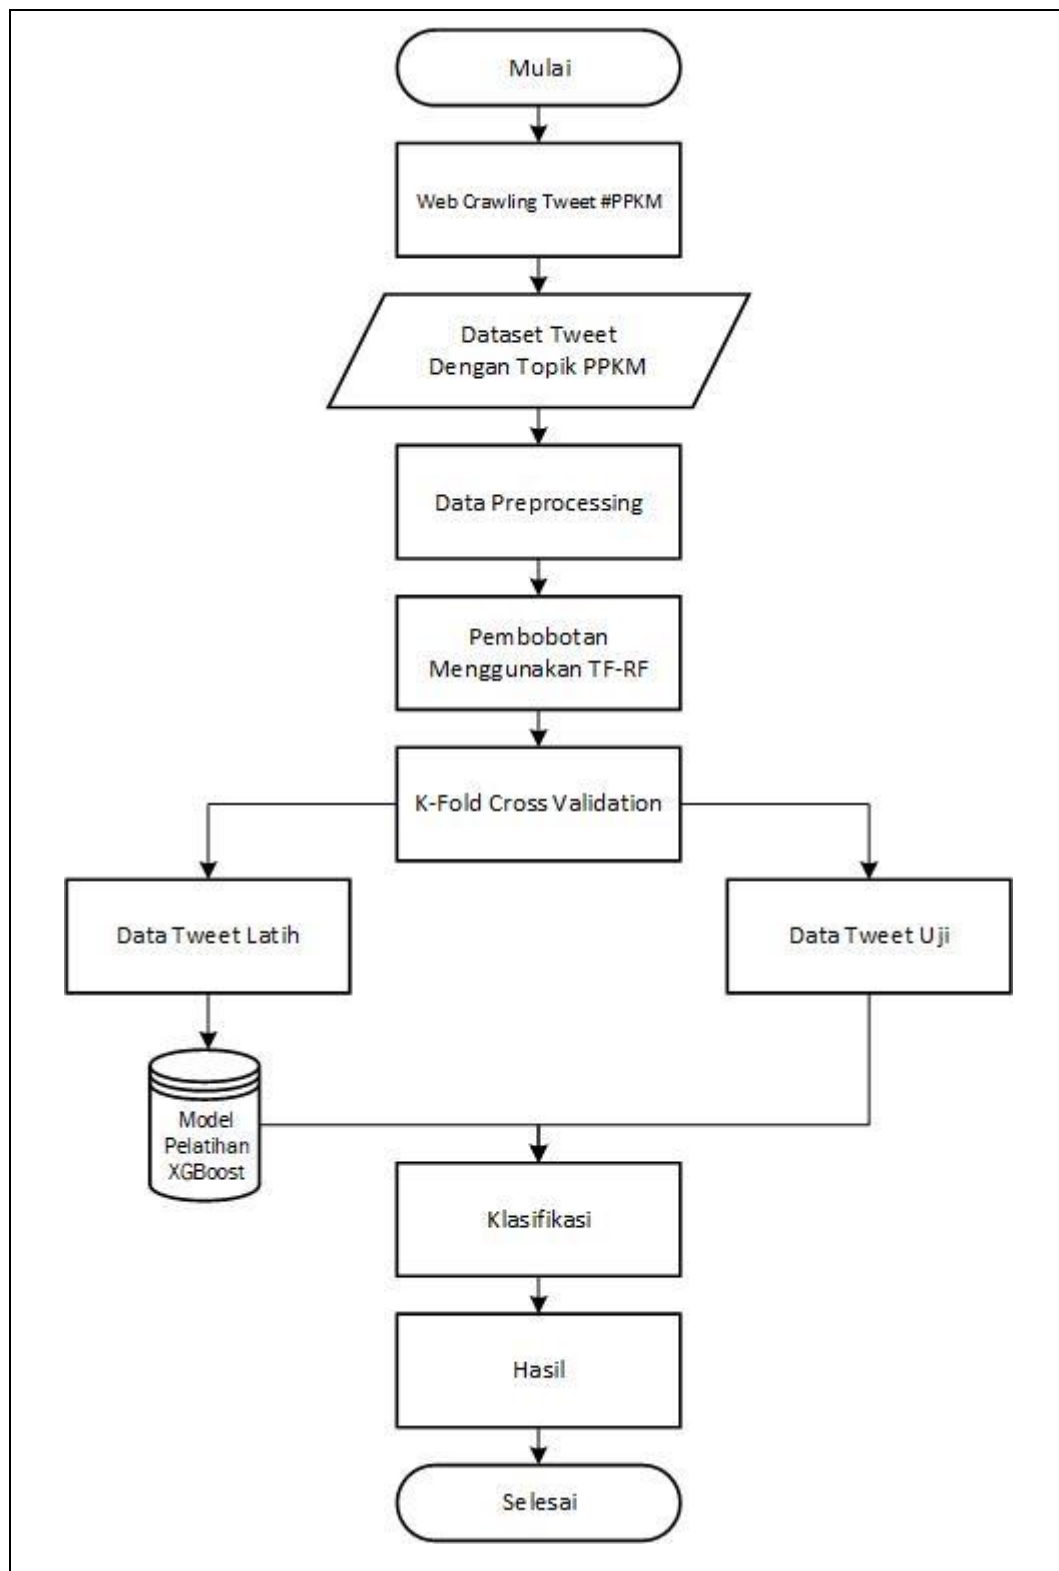 Mulai
Web Crawling Tweet #PPKM
Dataset Tweet
Dengan Topik PPKM
Data Preprocessing
Pembobotan
Menggunakan TF-RF
K-Fold Cross Validation
Data Tweet Latih
Data Tweet Uji
Model
Pelatihan
XGBoost
Klasifikasi
Hasil
Selesai